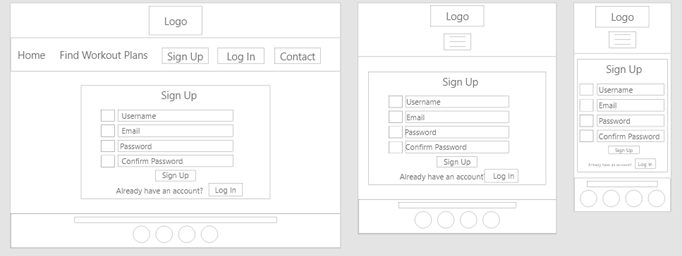 Logo
Home Find Workout Plans Sign Up Log In Contact
Sign Up
Username
Email
Password
Confirm Password
Sign Up
Already have an account? Log In
Logo
Sign Up
Username
Email
Password
Confirm Password
Sign Up
Already have an account? Log In
Logo
Sign Up
Username
Email
Password
Confirm Password
Sign Up
Already have an account? Log In